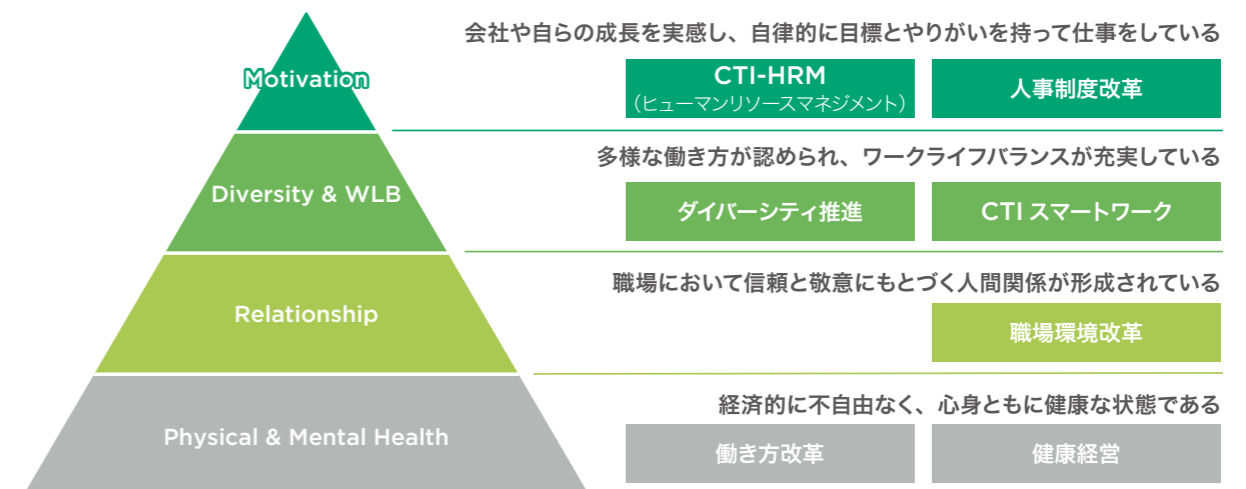 会社や自らの成長を実感し、自律的に目標とやりがいを持って仕事をしている
Motivation
CTI-HRM
（ヒューマンリソースマネジメント）
人事制度改革
多様な働き方が認められ、ワークライフバランスが充実している
Diversity & WLB
ダイバーシティ推進
CTI スマートワーク
職場において信頼と敬意にもとづく人間関係が形成されている
Relationship
職場環境改革
経済的に不自由なく、心身ともに健康な状態である
Physical & Mental Health
働き方改革
健康経営